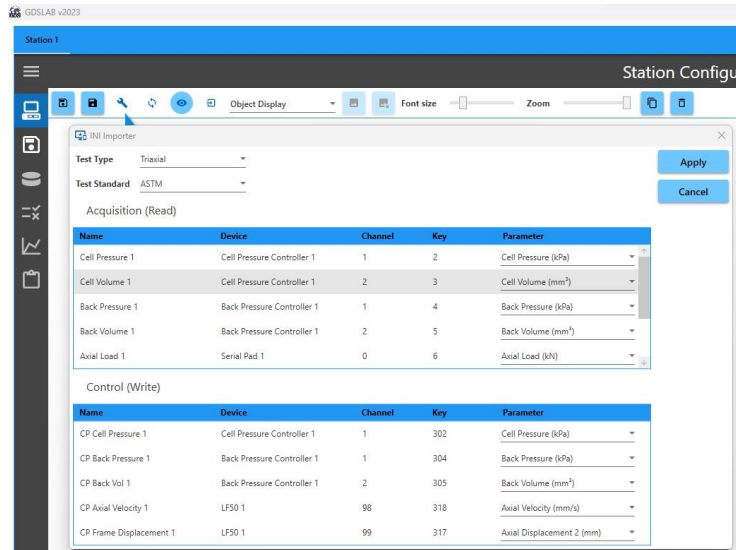 GDSLAB v2023
Station 1
Station Configu
Object Display Font size Zoom
INI Importer
Test Type Triaxial
Apply
Test Standard ASTM
Cancel
Acquisition (Read)
Name Device Channel Key Parameter
Cell Pressure 1 Cell Pressure Controller 1 1 2 Cell Pressure (kPa)
Cell Volume 1 Cell Pressure Controller 1 2 3 Cell Volume (mm³)
Back Pressure 1 Back Pressure Controller 1 1 4 Back Pressure (kPa)
Back Volume 1 Back Pressure Controller 1 2 5 Back Volume (mm³)
Axial Load 1 Serial Pad 1 0 6 Axial Load (kN)
Control (Write)
Name Device Channel Key Parameter
CP Cell Pressure 1 Cell Pressure Controller 1 1 302 Cell Pressure (kPa)
CP Back Pressure 1 Back Pressure Controller 1 1 304 Back Pressure (kPa)
CP Back Vol 1 Back Pressure Controller 1 2 305 Back Volume (mm³)
CP Axial Velocity 1 LF50 1 98 318 Axial Velocity (mm/s)
CP Frame Displacement 1 LF50 1 99 317 Axial Displacement 2 (mm)